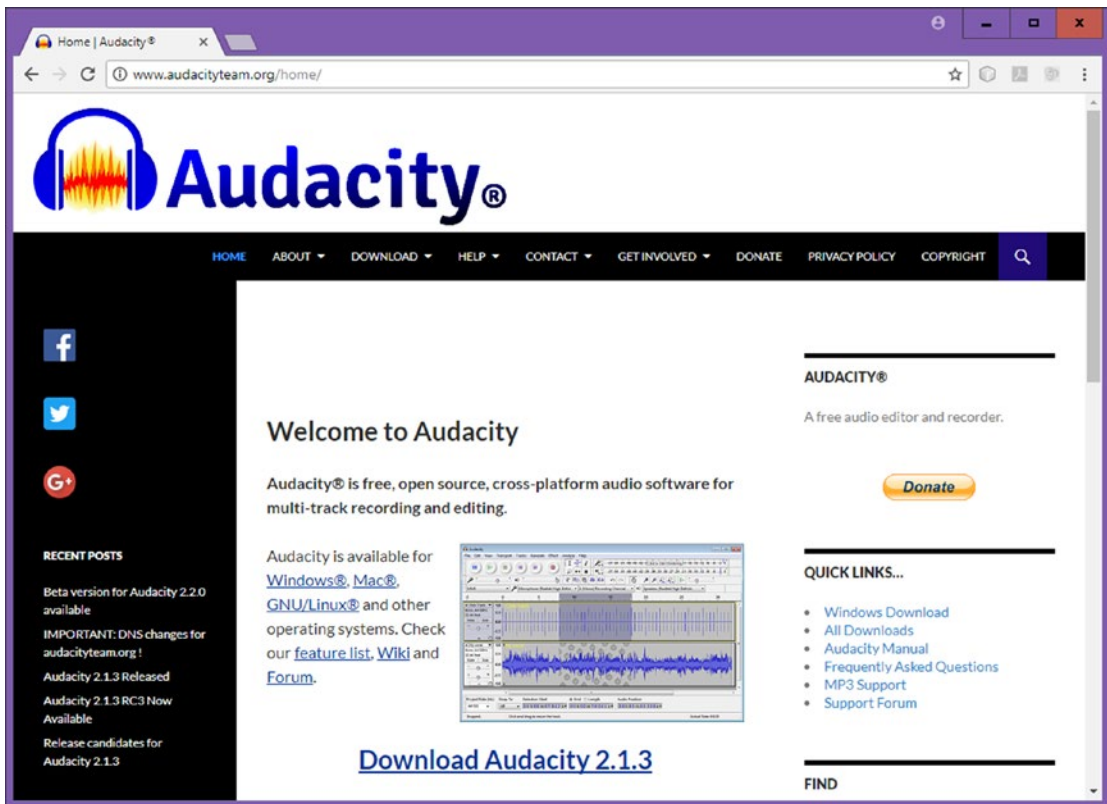 Home | Audacity®
www.audacityteam.org/home/
Audacity®
HOME ABOUT DOWNLOAD HELP CONTACT GET INVOLVED DONATE PRIVACY POLICY COPYRIGHT
RECENT POSTS
Beta version for Audacity 2.2.0
available
IMPORTANT: DNS changes for
audacityteam.org !
Audacity 2.1.3 Released
Audacity 2.1.3 RC3 Now
Available
Release candidates for
Audacity 2.1.3
Welcome to Audacity
Audacity® is free, open source, cross-platform audio software for
multi-track recording and editing.
Audacity is available for
Windows®, Mac®,
GNU/Linux® and other
operating systems. Check
our feature list, Wiki and
Forum.
Download Audacity 2.1.3
AUDACITY®
A free audio editor and recorder.
Donate
QUICK LINKS...
Windows Download
All Downloads
Audacity Manual
Frequently Asked Questions
MP3 Support
Support Forum
FIND